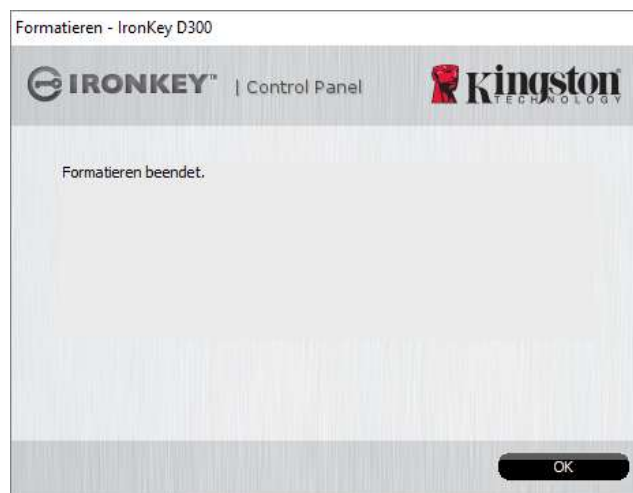 Formatieren - IronKey D300
IRONKEY™ | Control Panel
Kingston
TECHNOLOGY
Formatieren beendet.
OK